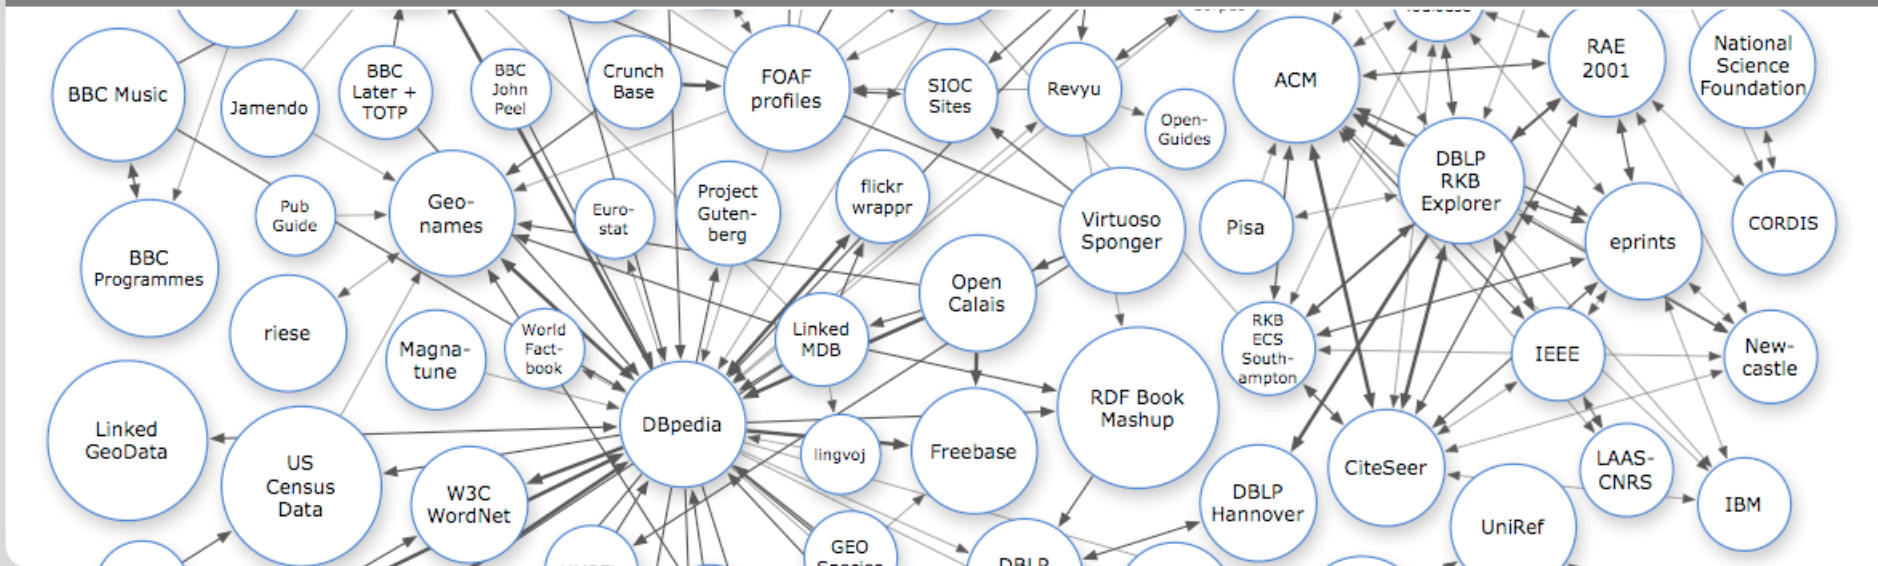 BBC Music
Jamendo
BBC
Later +
TOTP
BBC
John
Peel
Crunch
Base
FOAF
profiles
SIOC
Sites
Revyu
Open-
Guides
ACM
RAE
2001
National
Science
Foundation
DBLP
RKB
Explorer
Pub
Guide
Geo-
names
Euro-
stat
Project
Guten-
berg
flickr
wrappr
Virtuoso
Sponger
Pisa
eprints
CORDIS
BBC
Programmes
riese
Magna-
tune
World
Fact-
book
Linked
MDB
Open
Calais
RKB
ECS
South-
ampton
IEEE
New-
castle
Linked
GeoData
US
Census
Data
W3C
WordNet
DBpedia
lingvoj
Freebase
RDF Book
Mashup
DBLP
Hannover
CiteSeer
LAAS-
CNRS
IBM
UniRef
GEO
Species
DBLP